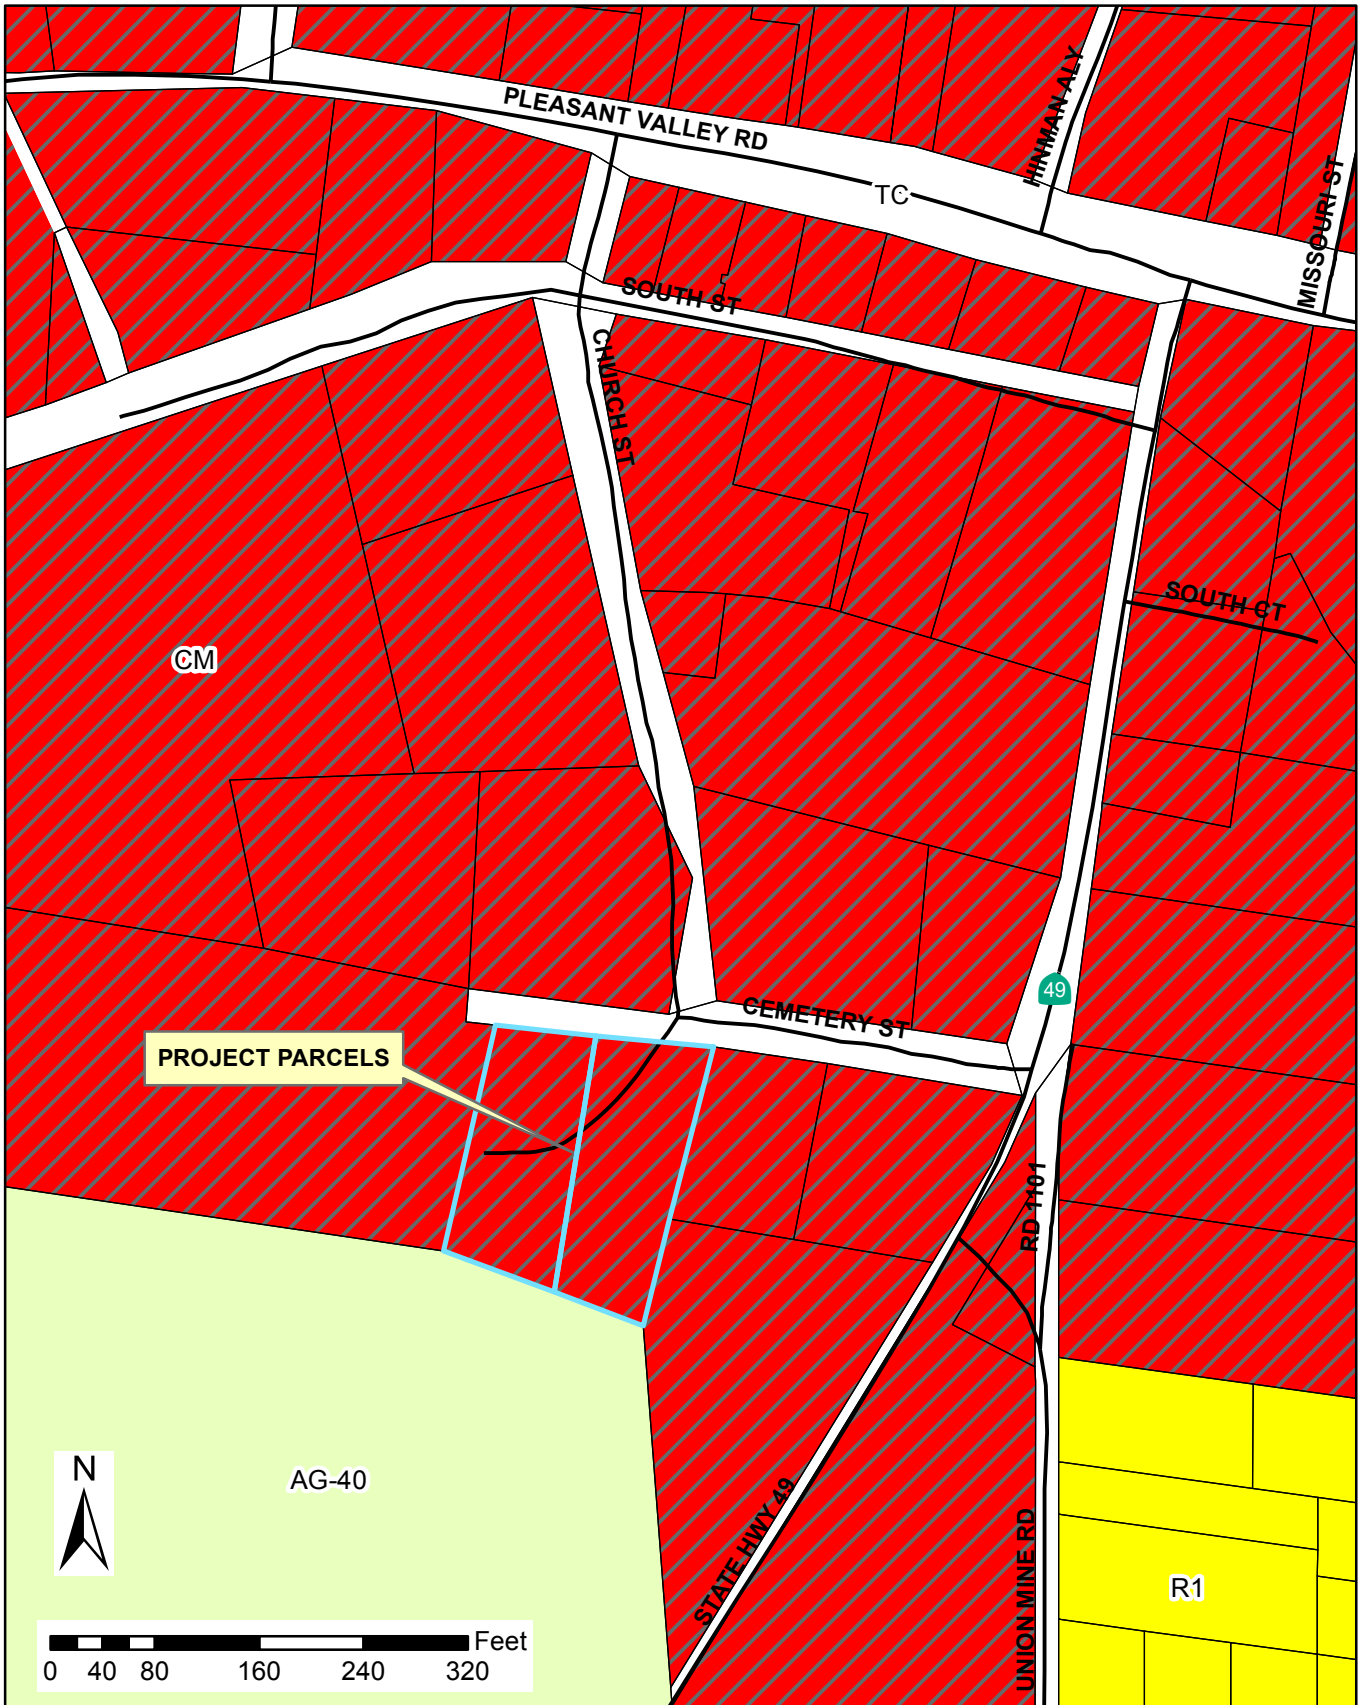 PLEASANT VALLEY RD
HINMAN ALY
TC
MISSOURI ST
SOUTH ST
CHURCH ST
SOUTH CT
CM
49
CEMETERY ST
PROJECT PARCELS
RD 1101
AG-40
N
STATE HWY 49
UNION MINE RD
R1
Feet
0 40 80 160 240 320